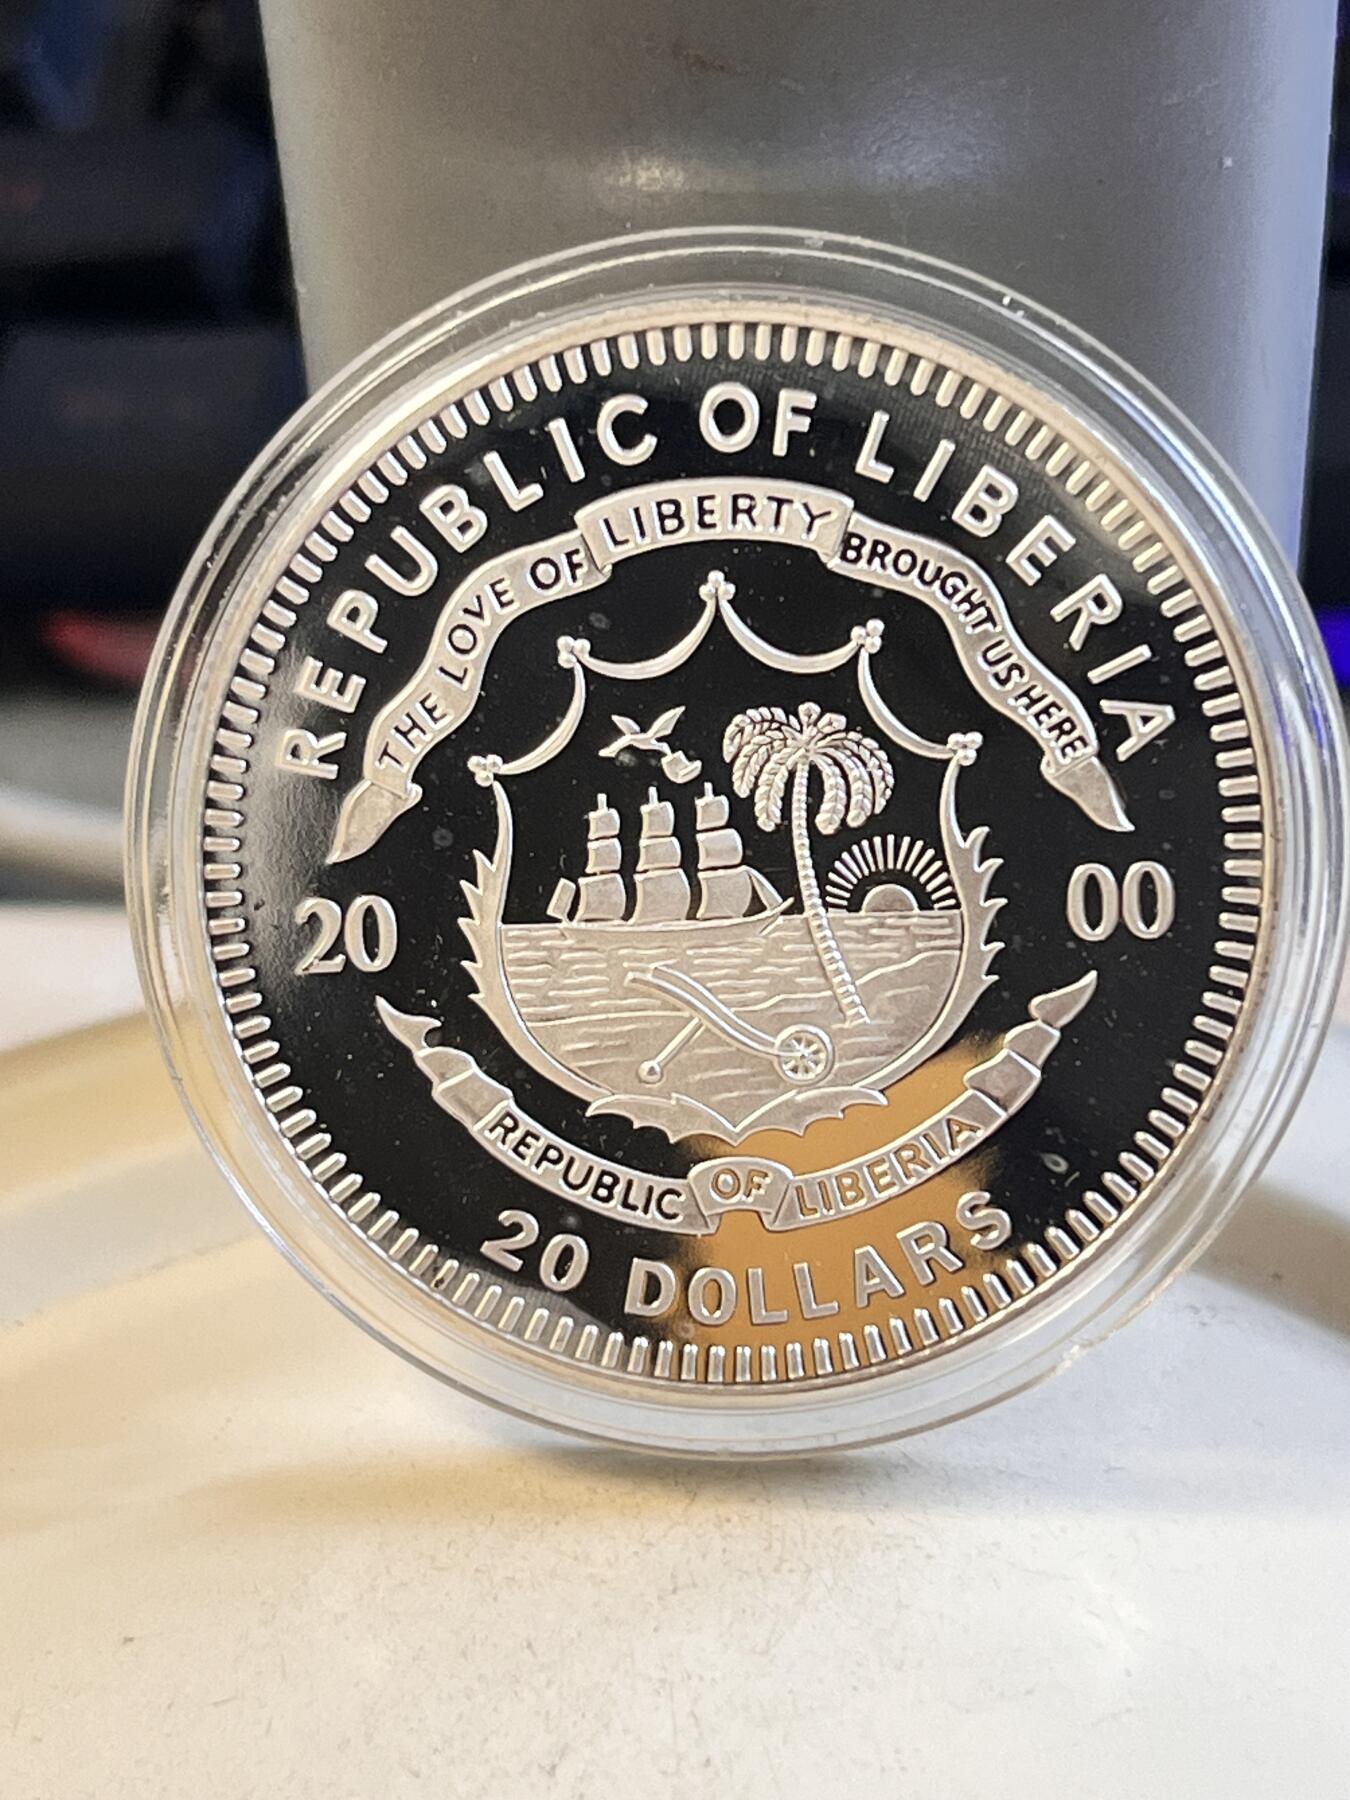 REPUBLIC OF LIBERIA
THE LOVE OF LIBERTY BROUGHT US HERE
20 00
REPUBLIC OF LIBERIA
20 DOLLARS